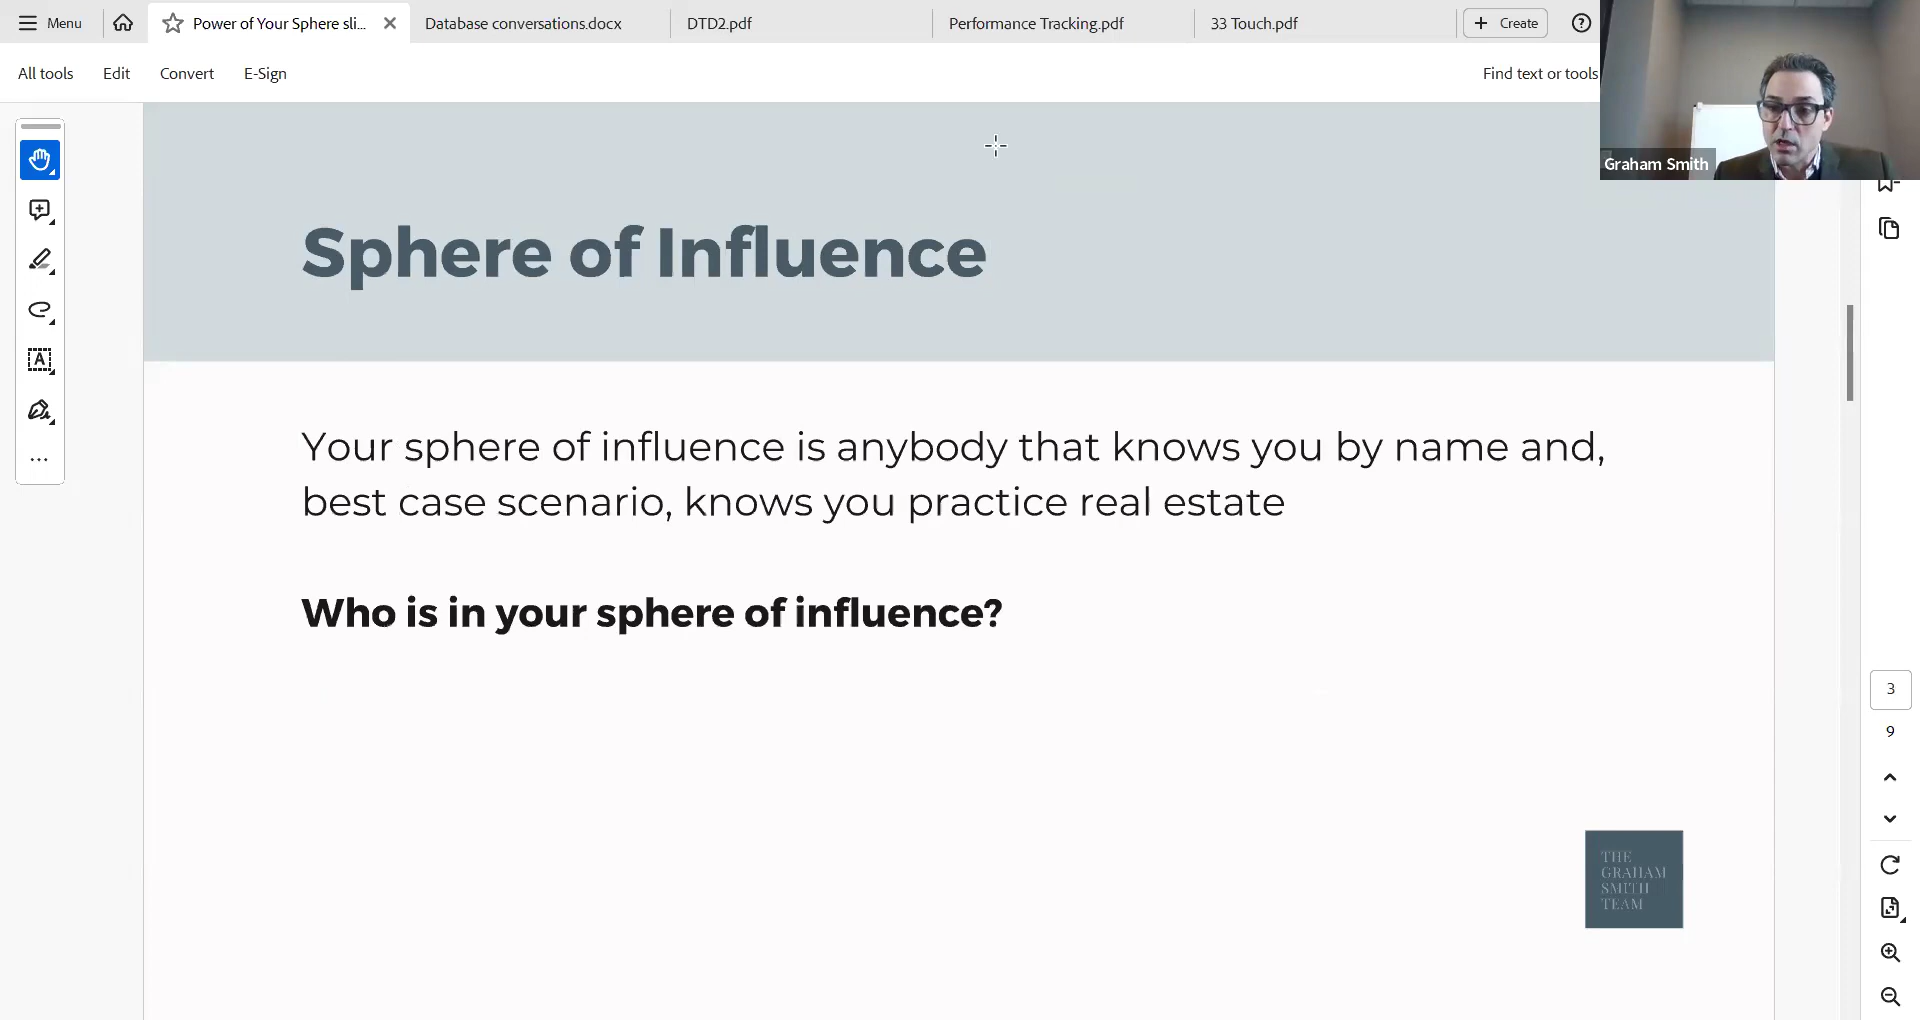 Menu
Power of Your Sphere sli...
Database conversations.docx
DTD2.pdf
Performance Tracking.pdf
33 Touch.pdf
Create
All tools
Edit
Convert
E-Sign
Find text or tools
Graham Smith
Sphere of Influence
Your sphere of influence is anybody that knows you by name and,
best case scenario, knows you practice real estate
Who is in your sphere of influence?
3
9
THE
GRAHAM
SMITH
TEAM